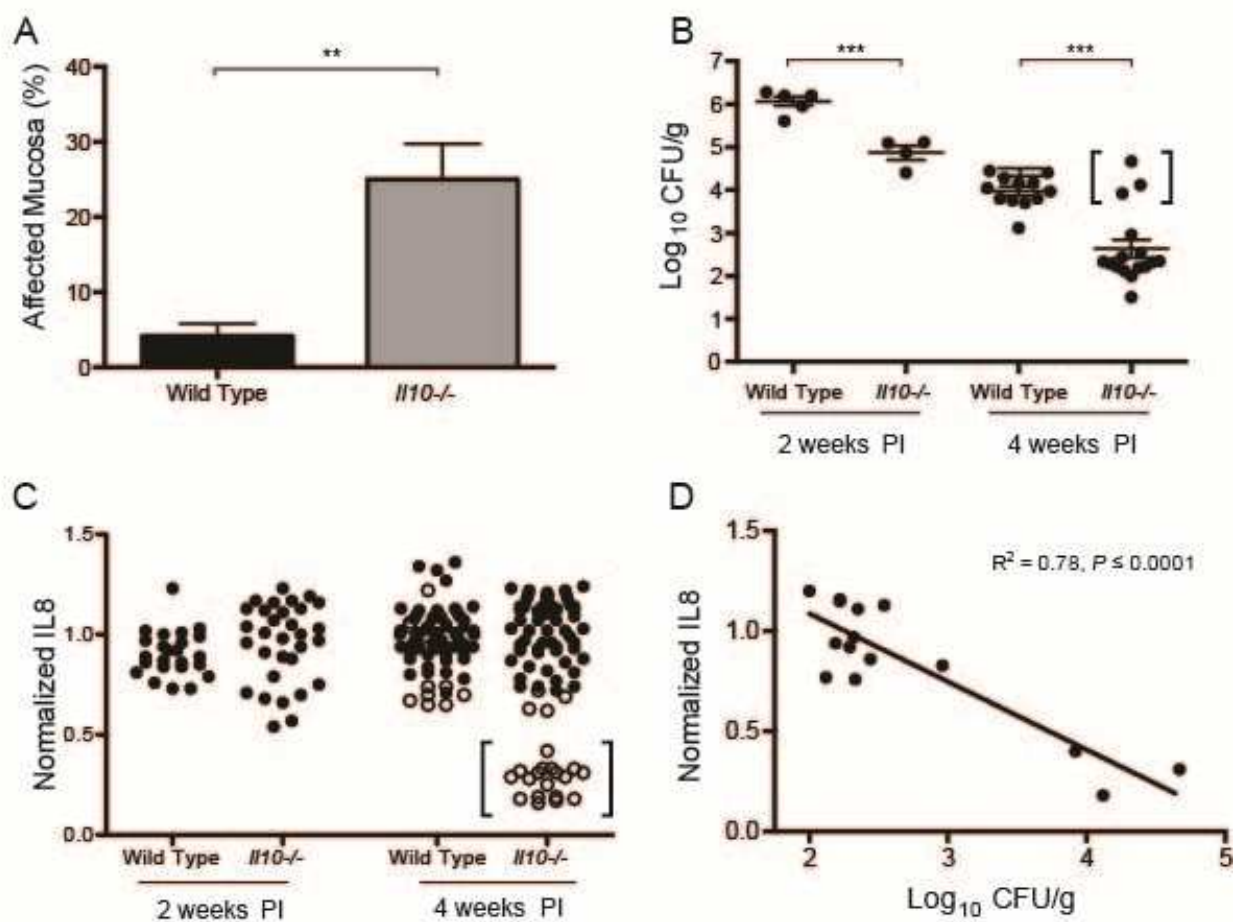 A
**
Affected Mucosa (%)
40
30
20
10
0
Wild Type
Il10-/-
B
***
***
Log10 CFU/g
7
6
5
4
3
2
1
0
Wild Type
Il10-/-
Wild Type
Il10-/-
2 weeks PI
4 weeks PI
C
Normalized IL8
1.5
1.0
0.5
0.0
Wild Type
Il10-/-
Wild Type
Il10-/-
2 weeks PI
4 weeks PI
D
Normalized IL8
1.5
1.0
0.5
0.0
R² = 0.78, P ≤ 0.0001
2
3
4
5
Log10 CFU/g